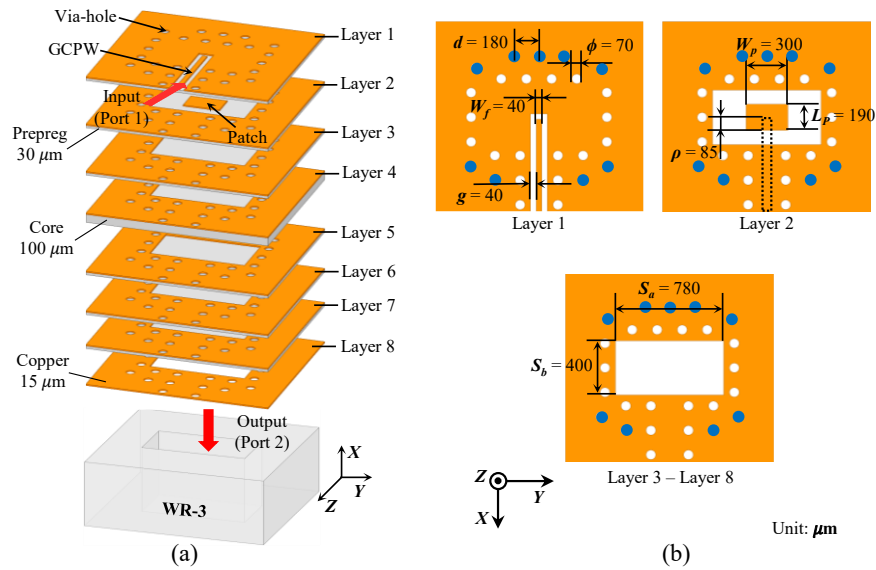 Via-hole
GCPW
Input
(Port 1)
Patch
Prepreg
30 μm
Core
100 μm
Copper
15 μm
Layer 1
Layer 2
Layer 3
Layer 4
Layer 5
Layer 6
Layer 7
Layer 8
Output
(Port 2)
WR-3
X
Y
Z
(a)
d = 180
ϕ = 70
W_f = 40
g = 40
Layer 1
W_p = 300
L_P = 190
ρ = 85
Layer 2
S_a = 780
S_b = 400
Layer 3 – Layer 8
Z
Y
X
Unit: μm
(b)